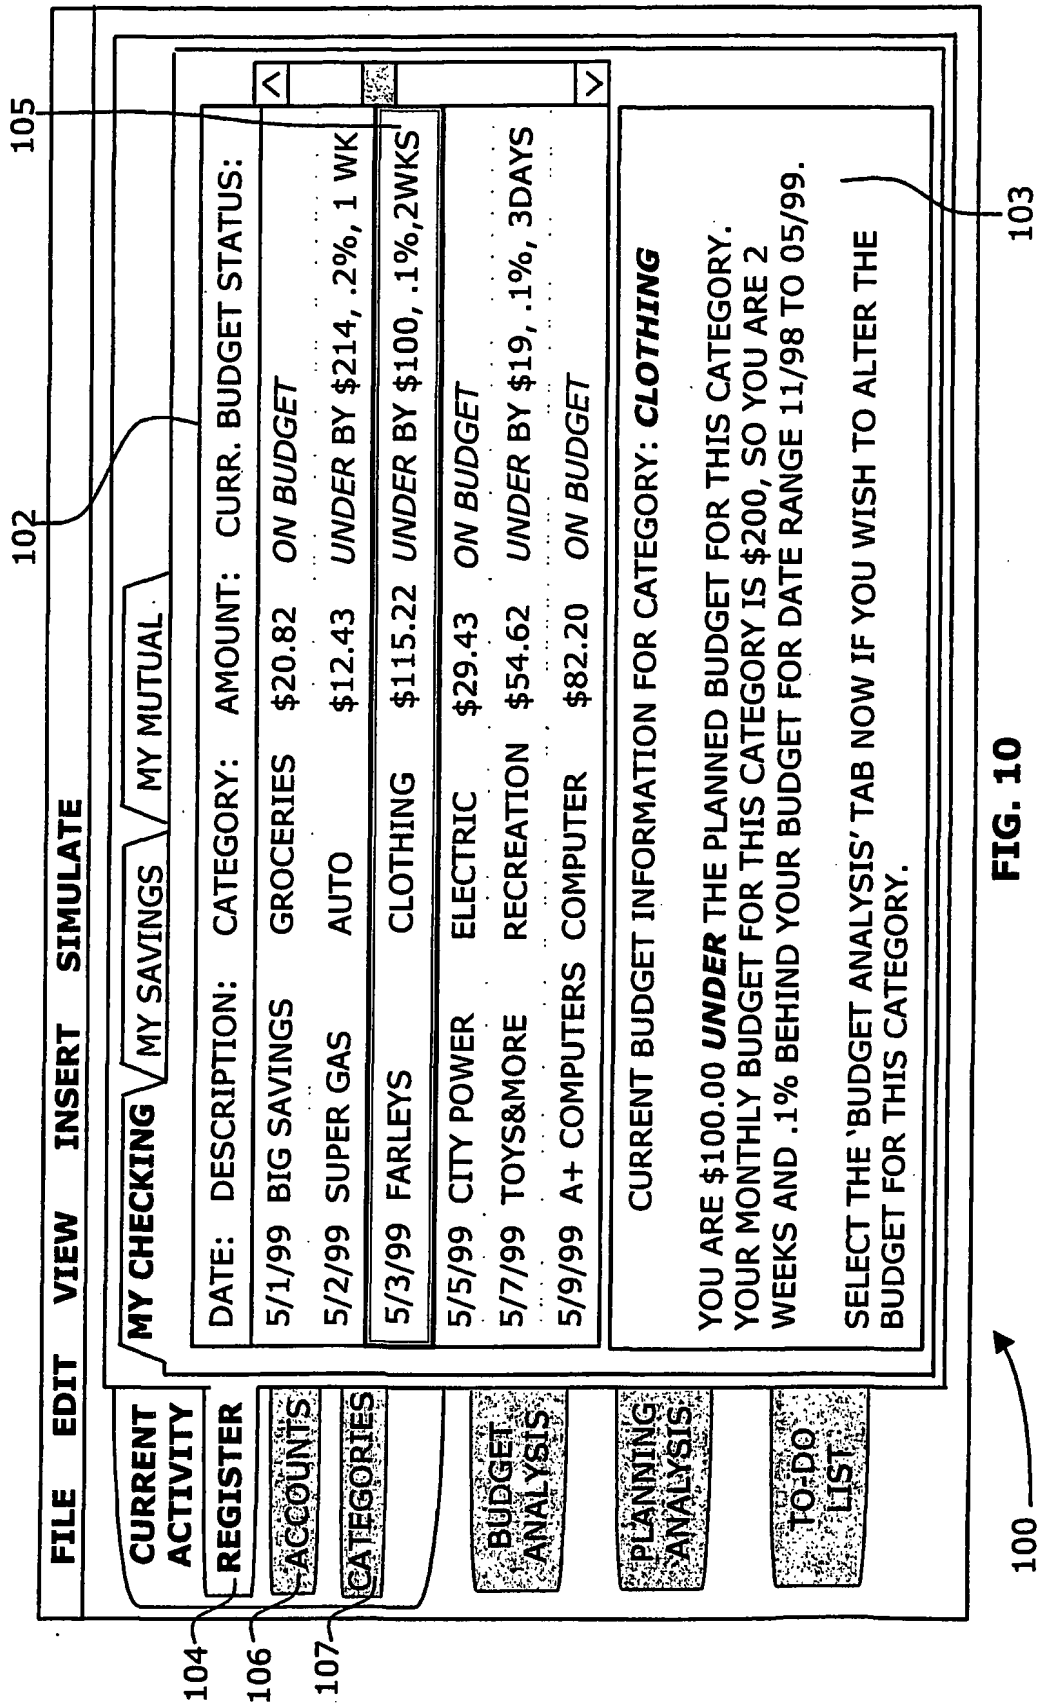 FILE EDIT VIEW INSERT SIMULATE
CURRENT
ACTIVITY
REGISTER
ACCOUNTS
CATEGORIES
BUDGET
ANALYSIS
PLANNING
ANALYSIS
TO-DO
LIST
MY CHECKING MY SAVINGS MY MUTUAL
DATE: DESCRIPTION: CATEGORY: AMOUNT: CURR. BUDGET STATUS:
5/1/99 BIG SAVINGS GROCERIES $20.82 ON BUDGET
5/2/99 SUPER GAS AUTO $12.43 UNDER BY $214, .2%, 1 WK
5/3/99 FARLEYS CLOTHING $115.22 UNDER BY $100, .1%,2WKS
5/5/99 CITY POWER ELECTRIC $29.43 ON BUDGET
5/7/99 TOYS&MORE RECREATION $54.62 UNDER BY $19, .1%, 3DAYS
5/9/99 A+ COMPUTERS COMPUTER $82.20 ON BUDGET
CURRENT BUDGET INFORMATION FOR CATEGORY: CLOTHING
YOU ARE $100.00 UNDER THE PLANNED BUDGET FOR THIS CATEGORY.
YOUR MONTHLY BUDGET FOR THIS CATEGORY IS $200, SO YOU ARE 2
WEEKS AND .1% BEHIND YOUR BUDGET FOR DATE RANGE 11/98 TO 05/99.
SELECT THE 'BUDGET ANALYSIS' TAB NOW IF YOU WISH TO ALTER THE
BUDGET FOR THIS CATEGORY.
102
105
104
106
107
103
100
FIG. 10